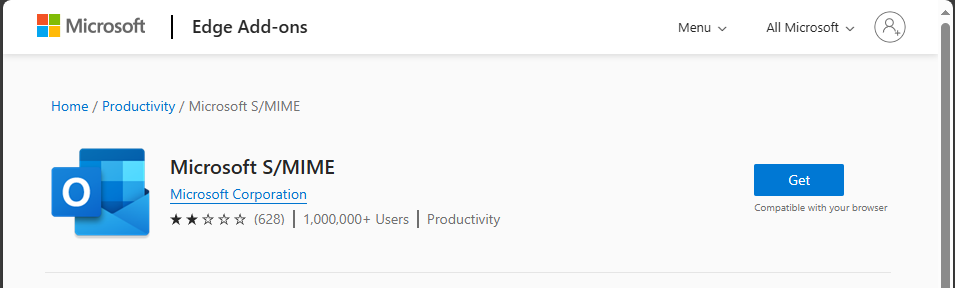 Microsoft | Edge Add-ons Menu All Microsoft
Home / Productivity / Microsoft S/MIME
O
Microsoft S/MIME
Microsoft Corporation
(628) | 1,000,000+ Users | Productivity
Get
Compatible with your browser